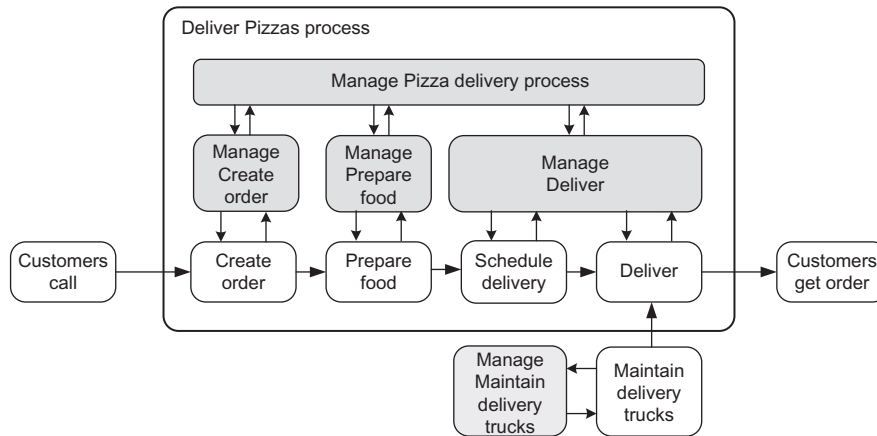 Deliver Pizzas process
Manage Pizza delivery process
Manage
Create
order
Manage
Prepare
food
Manage
Deliver
Customers
call
Create
order
Prepare
food
Schedule
delivery
Deliver
Customers
get order
Manage
Maintain
delivery
trucks
Maintain
delivery
trucks